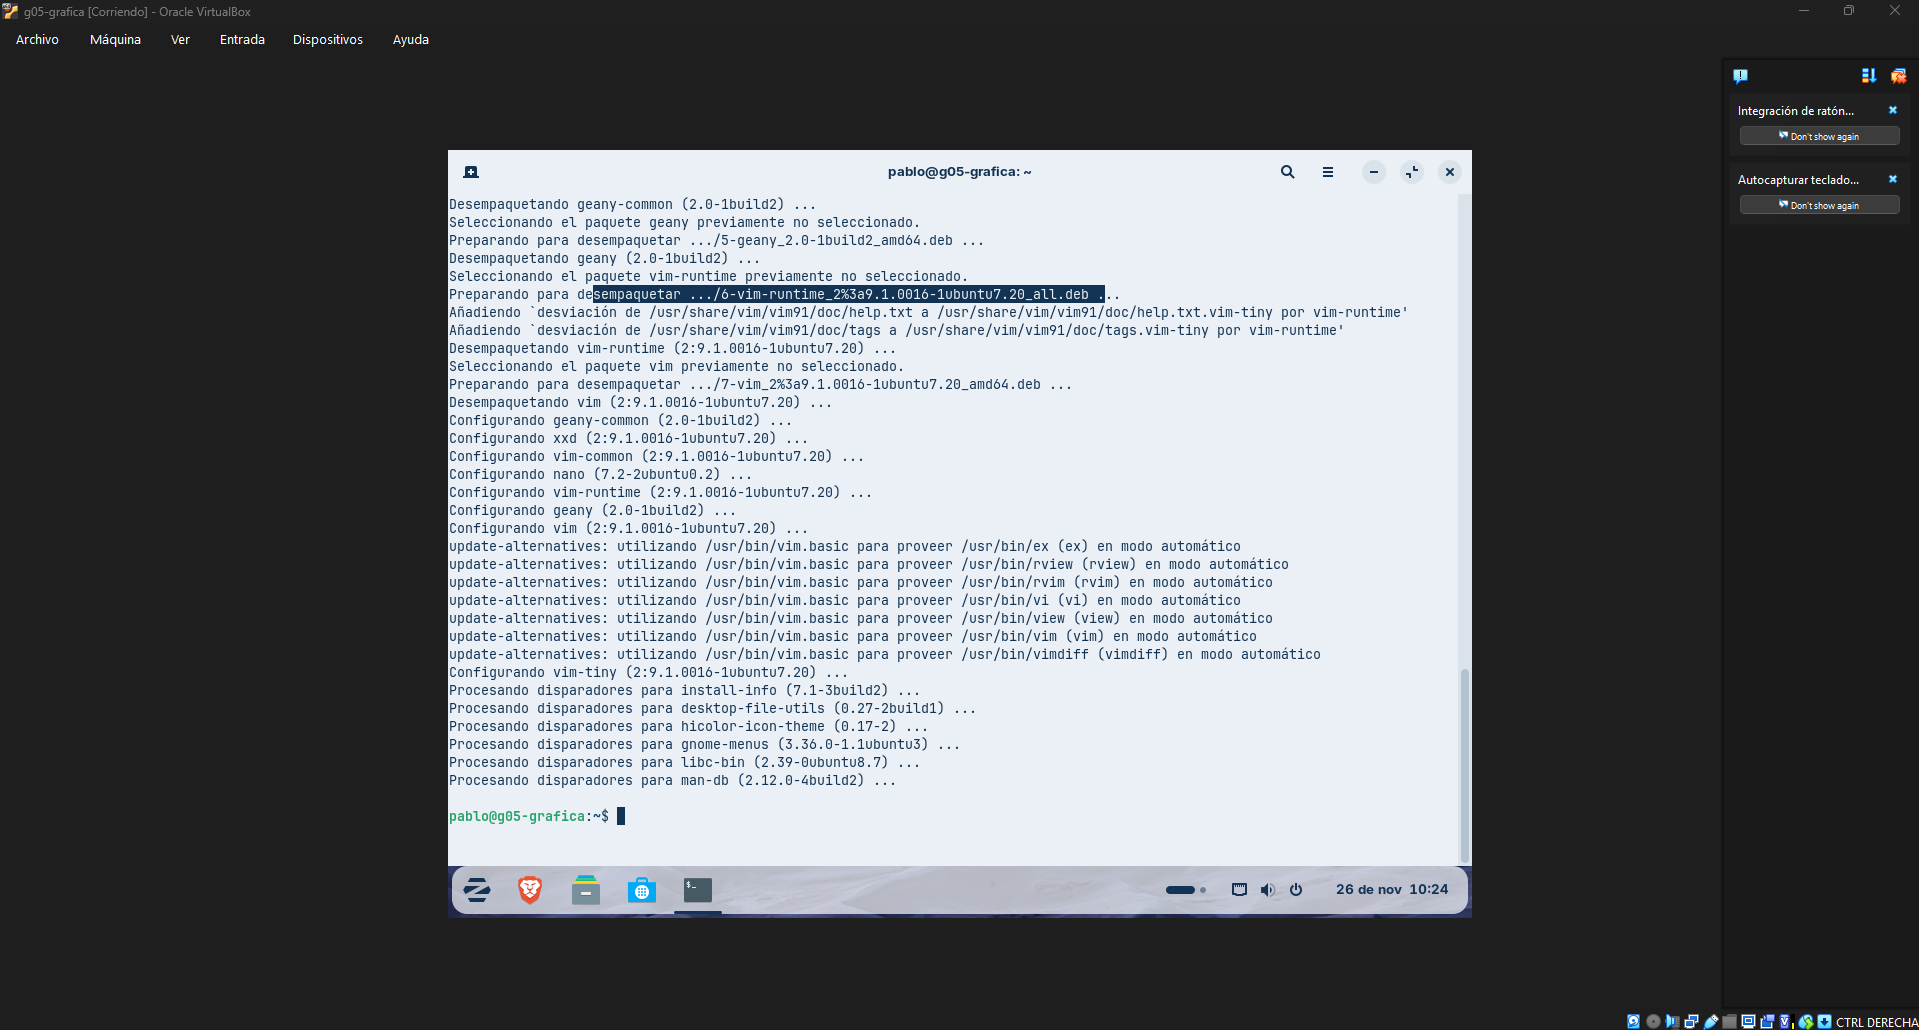 g05-grafica [Corriendo] - Oracle VirtualBox
Archivo Máquina Ver Entrada Dispositivos Ayuda
Integración de ratón...
Don't show again
Autocapturar teclado...
Don't show again
pablo@g05-grafica: ~
Desempaquetando geany-common (2.0-1build2) ...
Seleccionando el paquete geany previamente no seleccionado.
Preparando para desempaquetar .../5-geany_2.0-1build2_amd64.deb ...
Desempaquetando geany (2.0-1build2) ...
Seleccionando el paquete vim-runtime previamente no seleccionado.
Preparando para desempaquetar .../6-vim-runtime_2%3a9.1.0016-1ubuntu7.20_all.deb ...
Añadiendo `desviación de /usr/share/vim/vim91/doc/help.txt a /usr/share/vim/vim91/doc/help.txt.vim-tiny por vim-runtime'
Añadiendo `desviación de /usr/share/vim/vim91/doc/tags a /usr/share/vim/vim91/doc/tags.vim-tiny por vim-runtime'
Desempaquetando vim-runtime (2:9.1.0016-1ubuntu7.20) ...
Seleccionando el paquete vim previamente no seleccionado.
Preparando para desempaquetar .../7-vim_2%3a9.1.0016-1ubuntu7.20_amd64.deb ...
Desempaquetando vim (2:9.1.0016-1ubuntu7.20) ...
Configurando geany-common (2.0-1build2) ...
Configurando xxd (2:9.1.0016-1ubuntu7.20) ...
Configurando vim-common (2:9.1.0016-1ubuntu7.20) ...
Configurando nano (7.2-2ubuntu0.2) ...
Configurando vim-runtime (2:9.1.0016-1ubuntu7.20) ...
Configurando geany (2.0-1build2) ...
Configurando vim (2:9.1.0016-1ubuntu7.20) ...
update-alternatives: utilizando /usr/bin/vim.basic para proveer /usr/bin/ex (ex) en modo automático
update-alternatives: utilizando /usr/bin/vim.basic para proveer /usr/bin/rview (rview) en modo automático
update-alternatives: utilizando /usr/bin/vim.basic para proveer /usr/bin/rvim (rvim) en modo automático
update-alternatives: utilizando /usr/bin/vim.basic para proveer /usr/bin/vi (vi) en modo automático
update-alternatives: utilizando /usr/bin/vim.basic para proveer /usr/bin/view (view) en modo automático
update-alternatives: utilizando /usr/bin/vim.basic para proveer /usr/bin/vim (vim) en modo automático
update-alternatives: utilizando /usr/bin/vim.basic para proveer /usr/bin/vimdiff (vimdiff) en modo automático
Configurando vim-tiny (2:9.1.0016-1ubuntu7.20) ...
Procesando disparadores para install-info (7.1-3build2) ...
Procesando disparadores para desktop-file-utils (0.27-2build1) ...
Procesando disparadores para hicolor-icon-theme (0.17-2) ...
Procesando disparadores para gnome-menus (3.36.0-1.1ubuntu3) ...
Procesando disparadores para libc-bin (2.39-0ubuntu8.7) ...
Procesando disparadores para man-db (2.12.0-4build2) ...
pablo@g05-grafica:~$
26 de nov 10:24
CTRL DERECHA